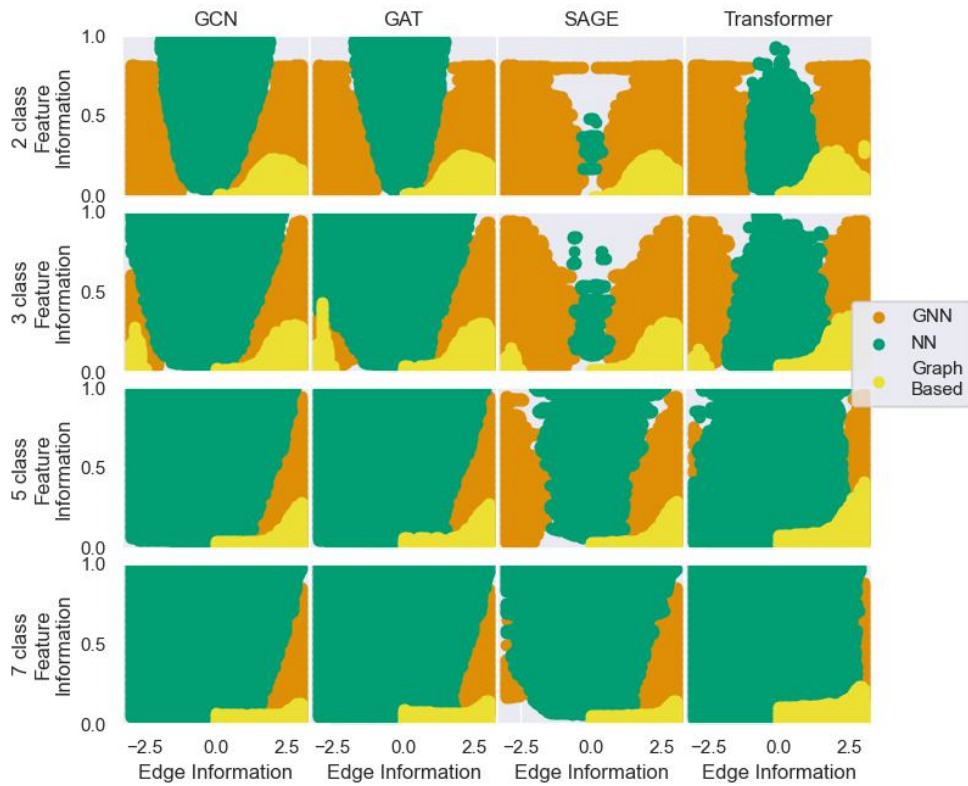 GCN GAT SAGE Transformer
2 class
Feature
Information
1.0
0.5
0.0
3 class
Feature
Information
1.0
0.5
0.0
GNN
NN
Graph
Based
5 class
Feature
Information
1.0
0.5
0.0
7 class
Feature
Information
1.0
0.5
0.0
−2.5 0.0 2.5 −2.5 0.0 2.5 −2.5 0.0 2.5 −2.5 0.0 2.5
Edge Information Edge Information Edge Information Edge Information